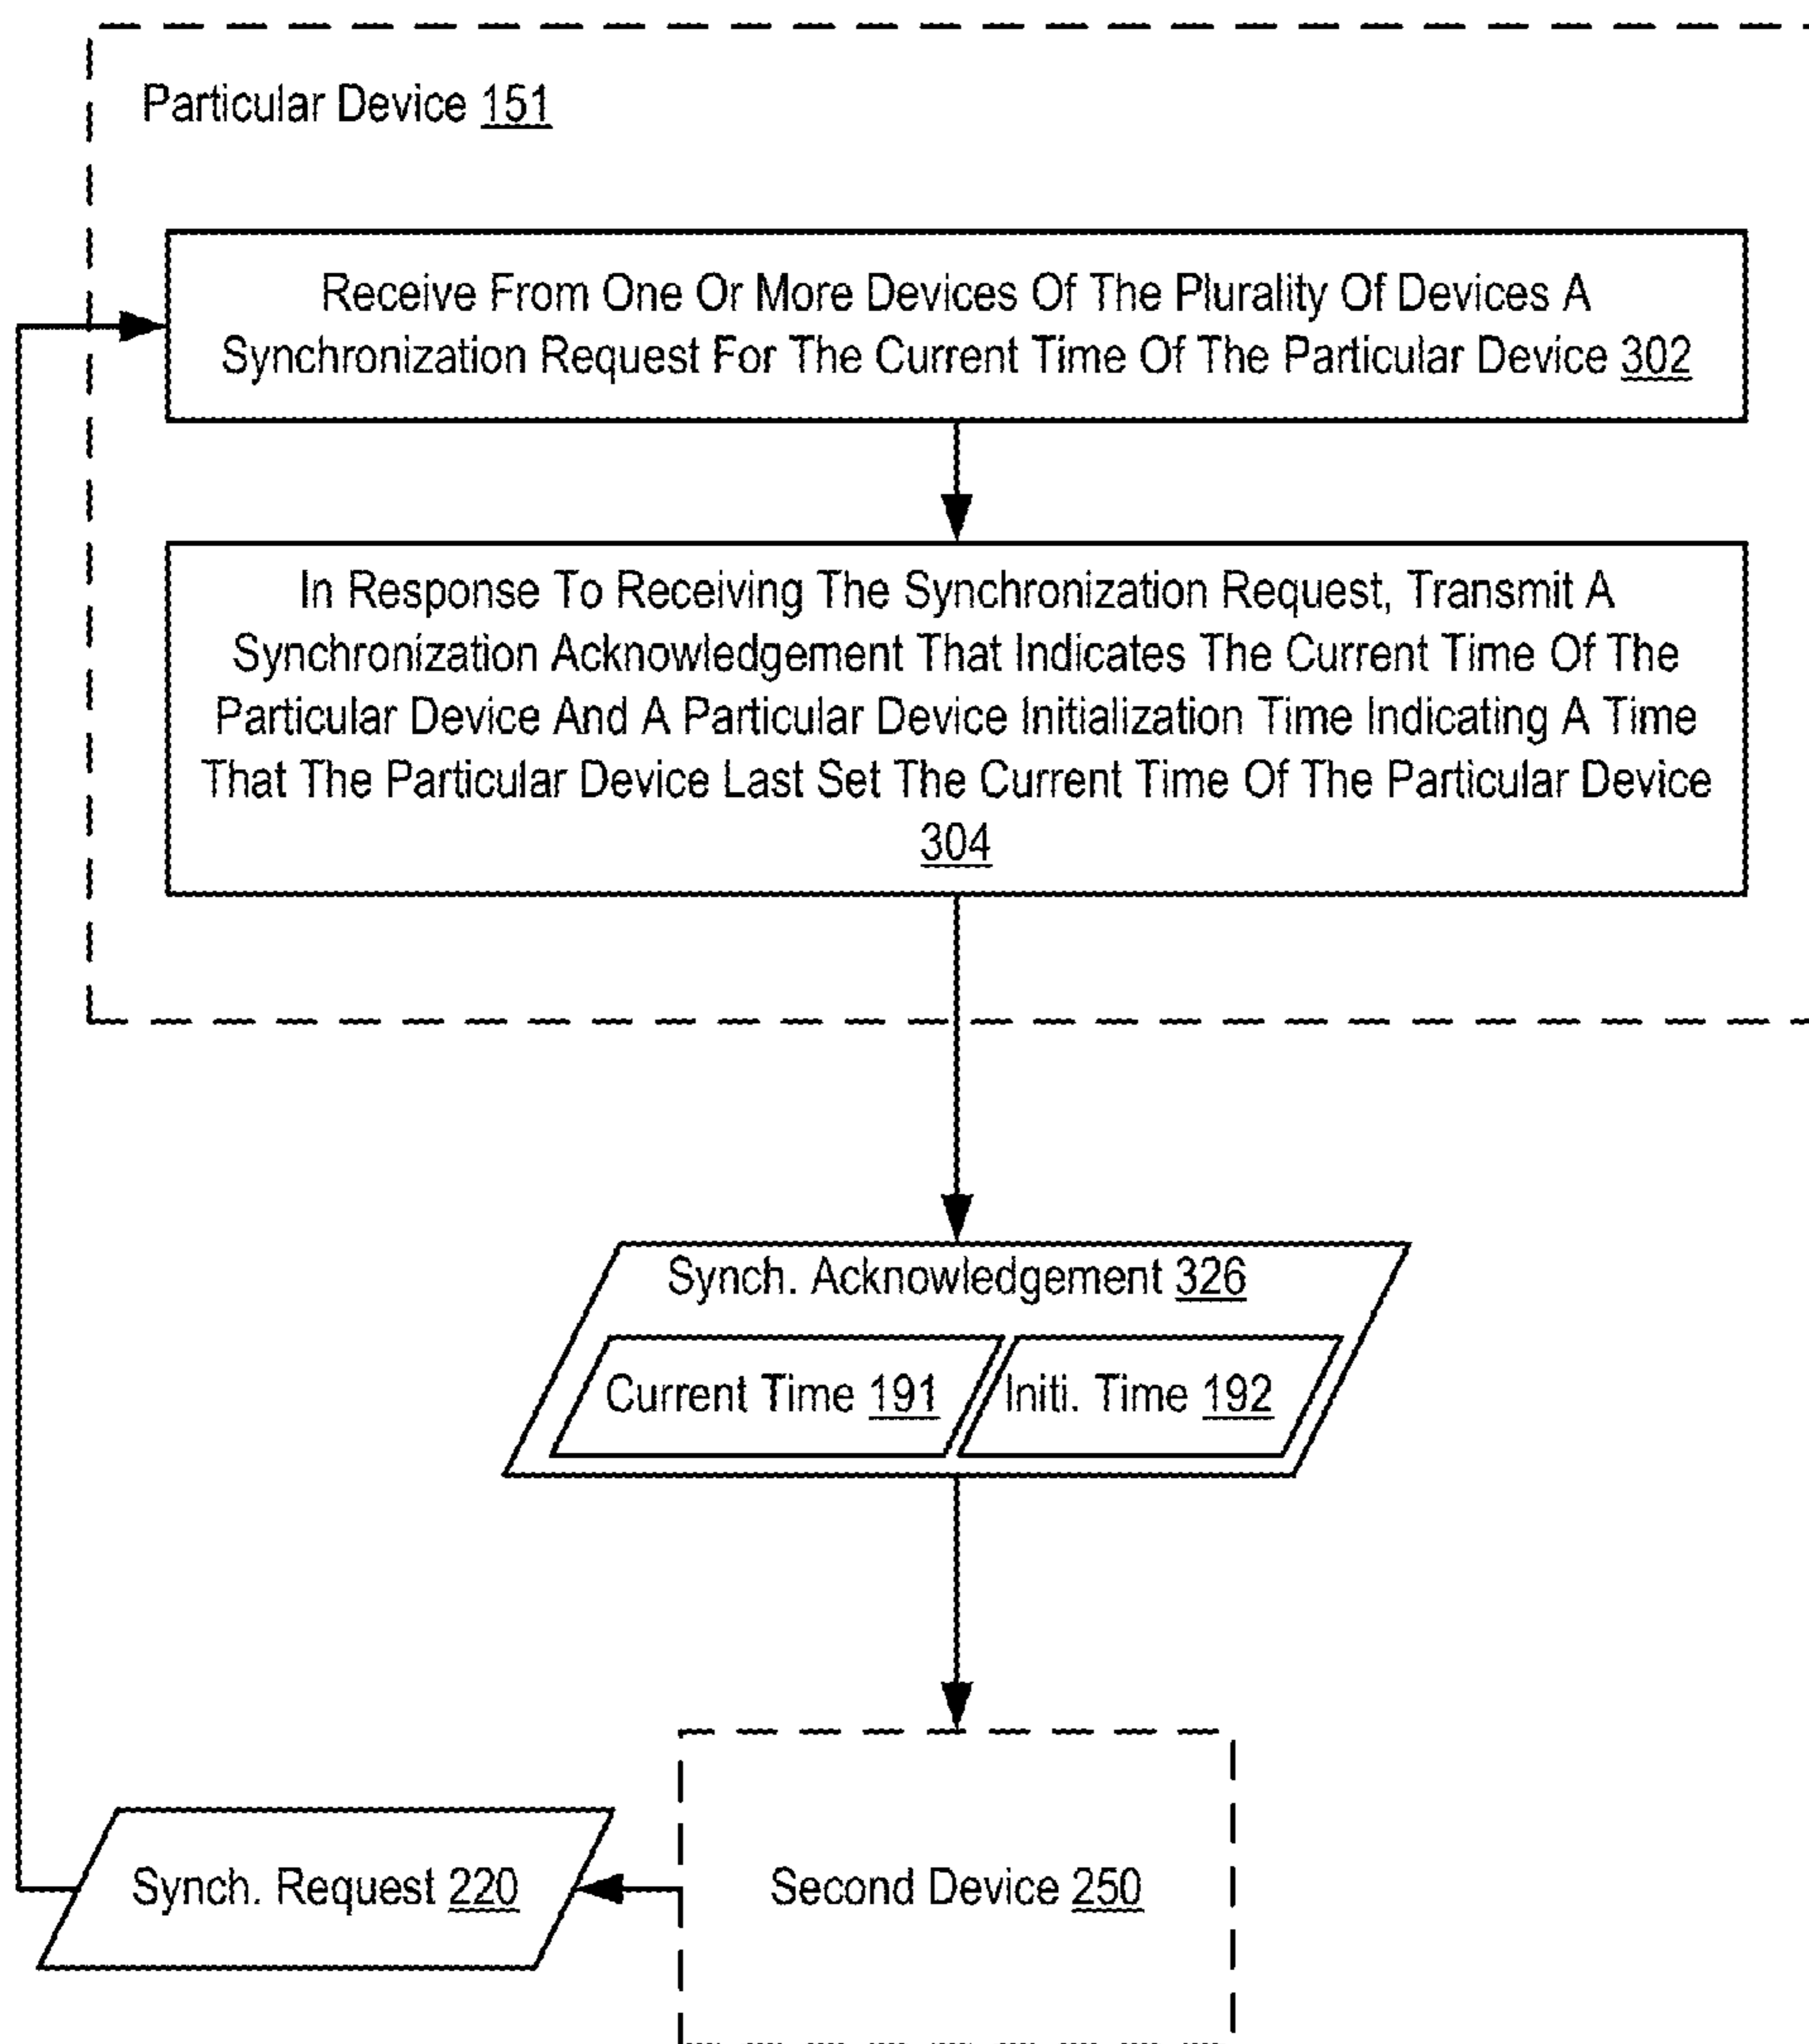 Particular Device 151
Receive From One Or More Devices Of The Plurality Of Devices A
Synchronization Request For The Current Time Of The Particular Device 302
In Response To Receiving The Synchronization Request, Transmit A
Synchronization Acknowledgement That Indicates The Current Time Of The
Particular Device And A Particular Device Initialization Time Indicating A Time
That The Particular Device Last Set The Current Time Of The Particular Device
304
Synch. Acknowledgement 326
Current Time 191
Initi. Time 192
Synch. Request 220
Second Device 250